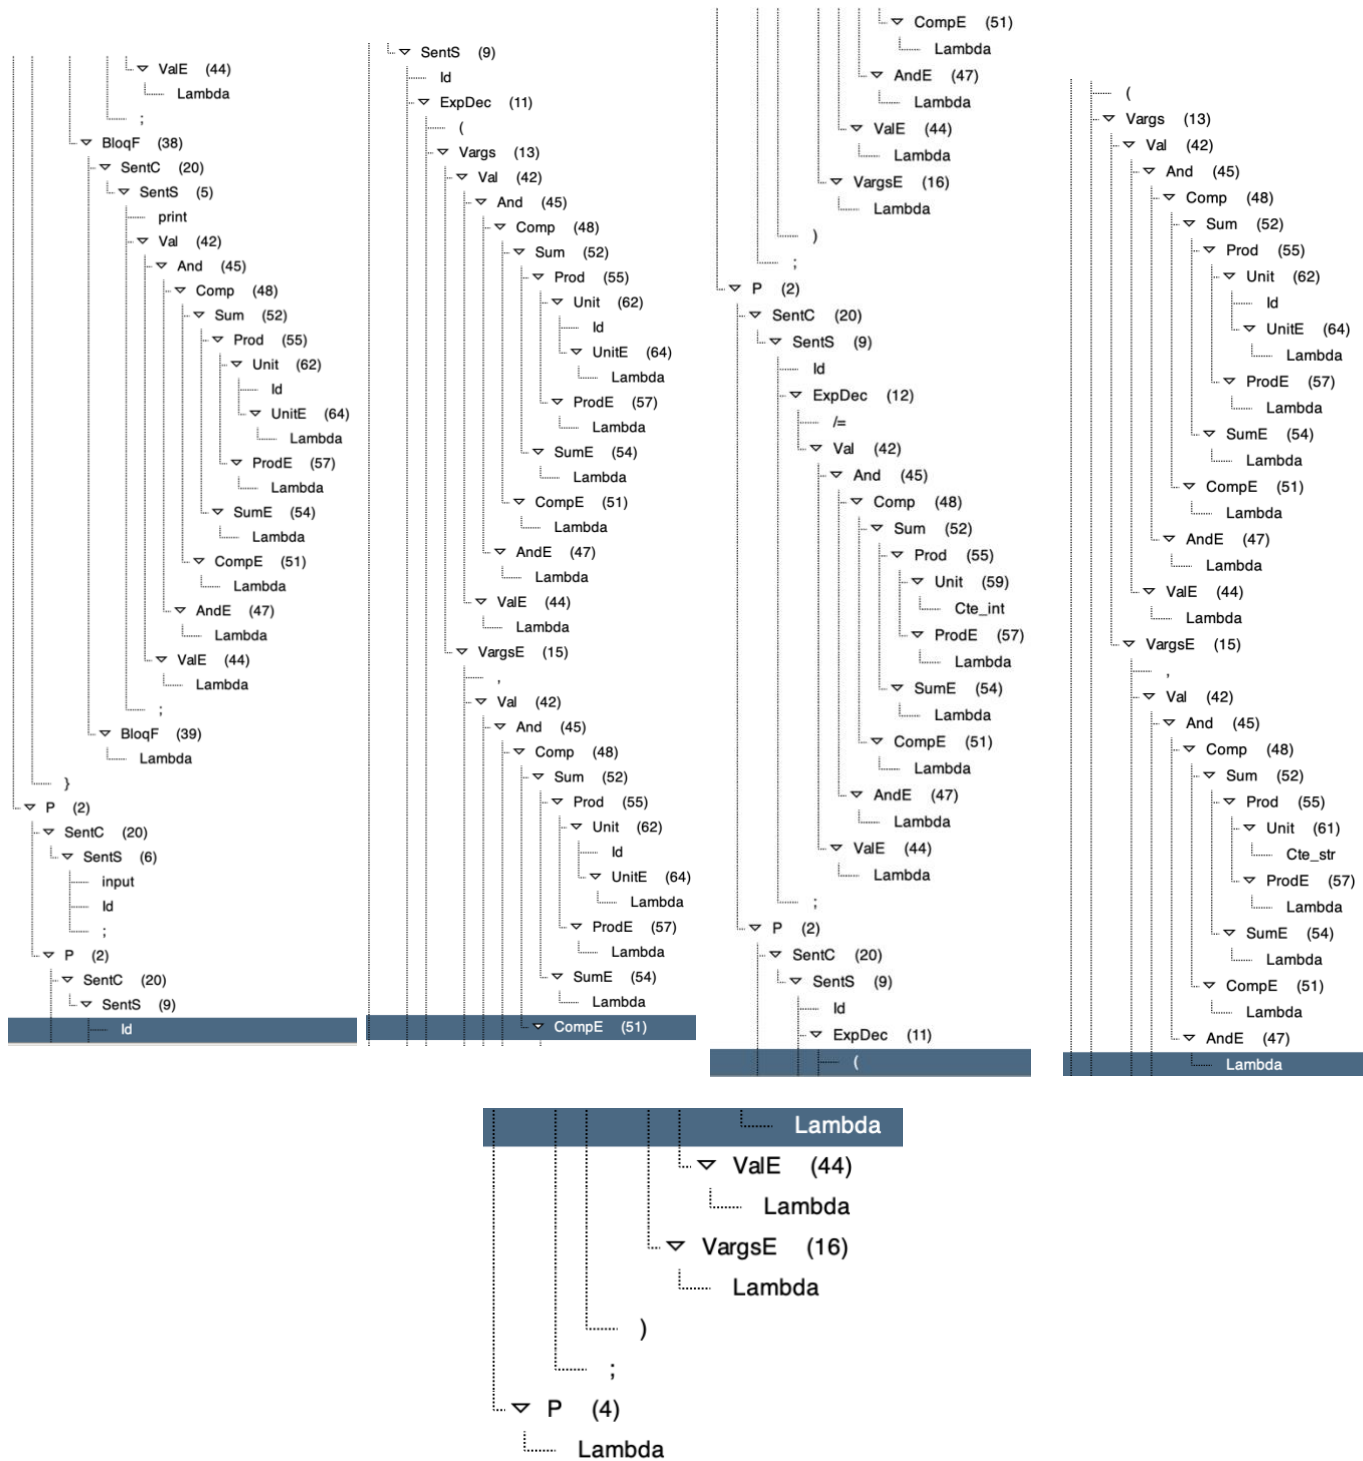 ValE (44)
Lambda
;
BloqF (38)
SentC (20)
SentS (5)
print
Val (42)
And (45)
Comp (48)
Sum (52)
Prod (55)
Unit (62)
Id
UnitE (64)
Lambda
ProdE (57)
Lambda
SumE (54)
Lambda
CompE (51)
Lambda
AndE (47)
Lambda
ValE (44)
Lambda
;
BloqF (39)
Lambda
}
P (2)
SentC (20)
SentS (6)
input
Id
;
P (2)
SentC (20)
SentS (9)
Id
SentS (9)
Id
ExpDec (11)
(
Vargs (13)
Val (42)
And (45)
Comp (48)
Sum (52)
Prod (55)
Unit (62)
Id
UnitE (64)
Lambda
ProdE (57)
Lambda
SumE (54)
Lambda
CompE (51)
Lambda
AndE (47)
Lambda
ValE (44)
Lambda
VargsE (15)
,
Val (42)
And (45)
Comp (48)
Sum (52)
Prod (55)
Unit (62)
Id
UnitE (64)
Lambda
ProdE (57)
Lambda
SumE (54)
Lambda
CompE (51)
CompE (51)
Lambda
AndE (47)
Lambda
ValE (44)
Lambda
VargsE (16)
Lambda
)
;
P (2)
SentC (20)
SentS (9)
Id
ExpDec (12)
/=
Val (42)
And (45)
Comp (48)
Sum (52)
Prod (55)
Unit (59)
Cte_int
ProdE (57)
Lambda
SumE (54)
Lambda
CompE (51)
Lambda
AndE (47)
Lambda
ValE (44)
Lambda
;
P (2)
SentC (20)
SentS (9)
Id
ExpDec (11)
(
(
Vargs (13)
Val (42)
And (45)
Comp (48)
Sum (52)
Prod (55)
Unit (62)
Id
UnitE (64)
Lambda
ProdE (57)
Lambda
SumE (54)
Lambda
CompE (51)
Lambda
AndE (47)
Lambda
ValE (44)
Lambda
VargsE (15)
,
Val (42)
And (45)
Comp (48)
Sum (52)
Prod (55)
Unit (61)
Cte_str
ProdE (57)
Lambda
SumE (54)
Lambda
CompE (51)
Lambda
AndE (47)
Lambda
Lambda
ValE (44)
Lambda
VargsE (16)
Lambda
)
;
P (4)
Lambda